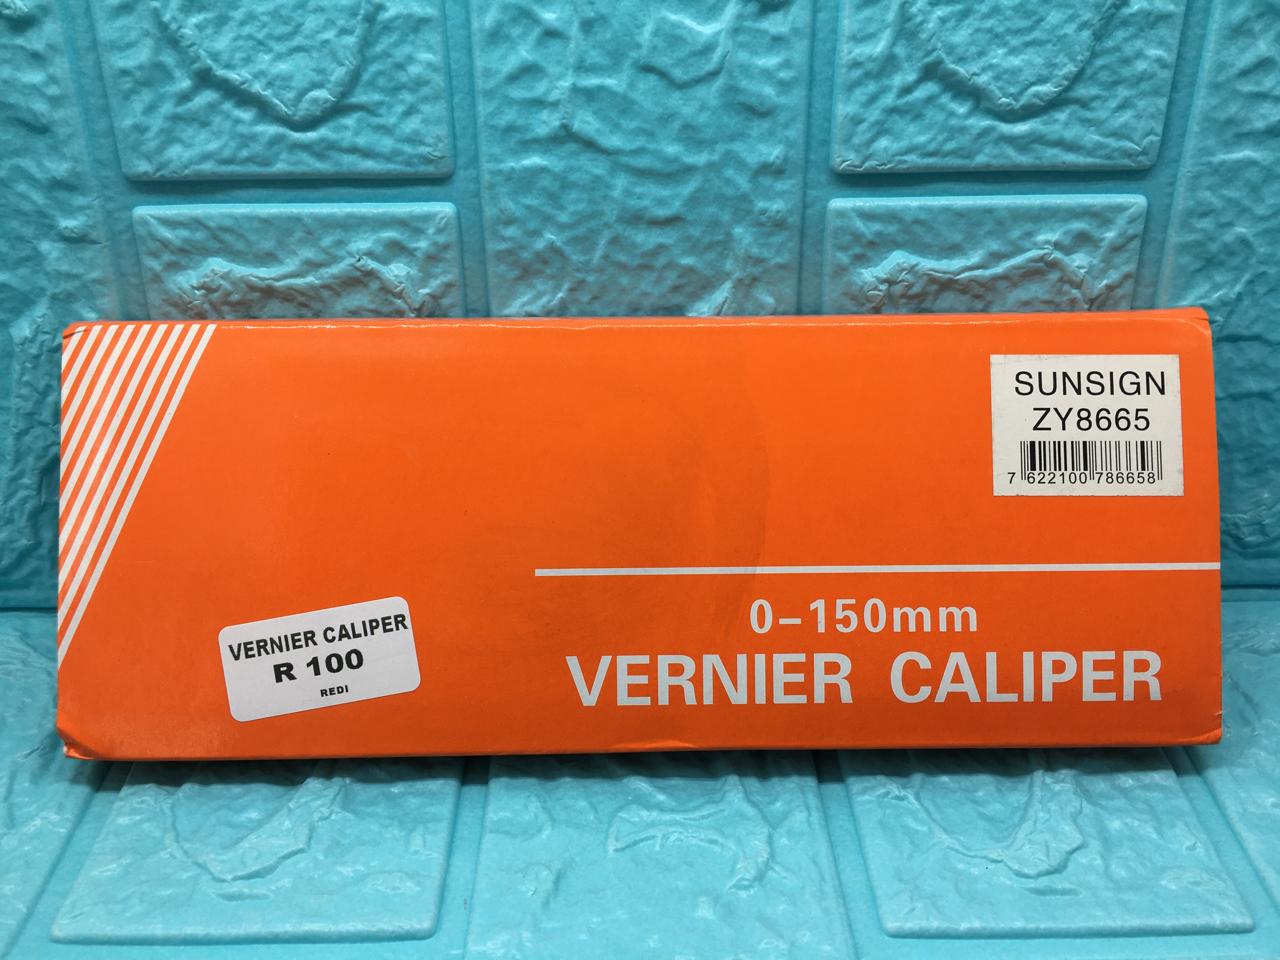 SUNSIGN
ZY8665
7 622100 786658
0-150mm
VERNIER CALIPER
VERNIER CALIPER
R 100
REDI